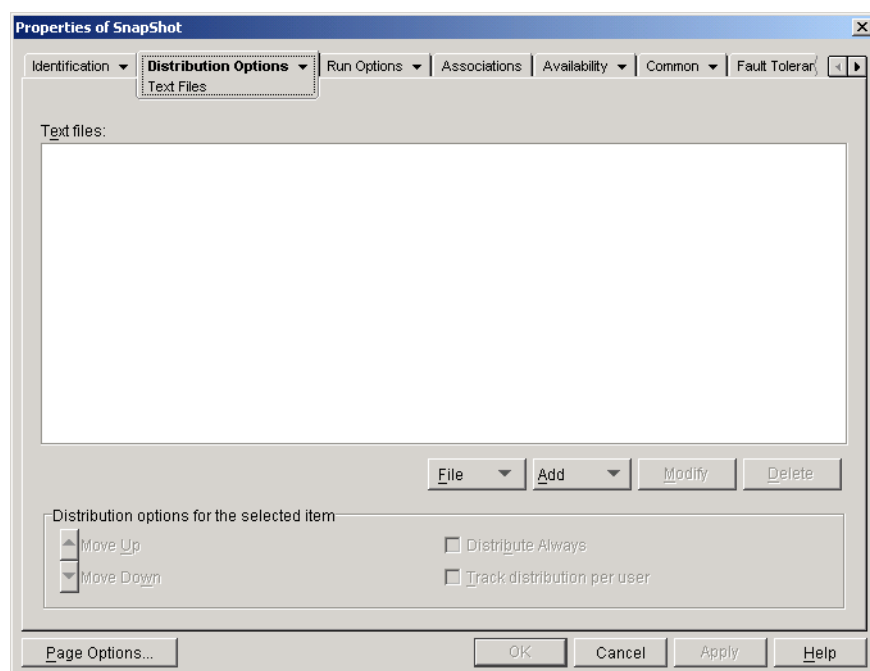 Properties of SnapShot
Identification Distribution Options Run Options Associations Availability Common Fault
Text Files
Text files:
File Add Modify Delete
Distribution options for the selected item
Move Up Distribute Always
Move Down Track distribution per user
Page Options... OK Cancel Apply Help